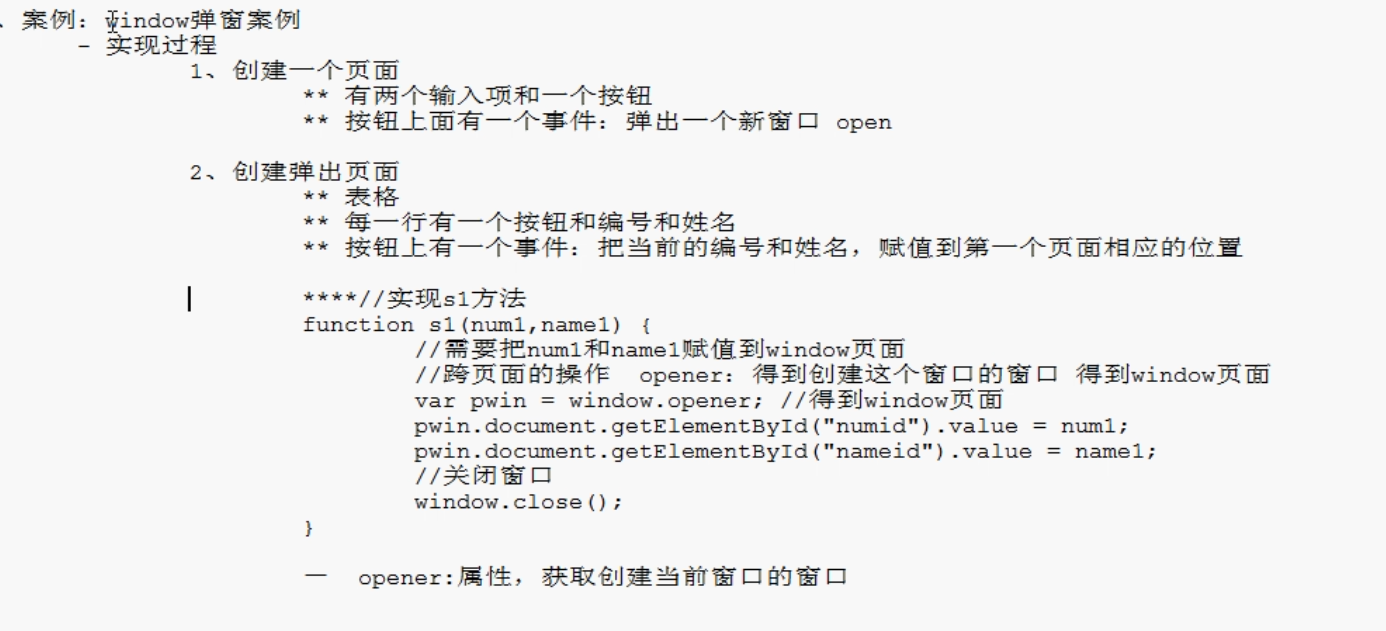 、案例：window弹窗案例
- 实现过程
1、创建一个页面
** 有两个输入项和一个按钮
** 按钮上面有一个事件：弹出一个新窗口 open
2、创建弹出页面
** 表格
** 每一行有一个按钮和编号和姓名
** 按钮上有一个事件：把当前的编号和姓名，赋值到第一个页面相应的位置
****//实现s1方法
function s1(num1,name1) {
//需要把num1和name1赋值到window页面
//跨页面的操作  opener：得到创建这个窗口的窗口 得到window页面
var pwin = window.opener; //得到window页面
pwin.document.getElementById("numid").value = num1;
pwin.document.getElementById("nameid").value = name1;
//关闭窗口
window.close();
}
－  opener:属性，获取创建当前窗口的窗口